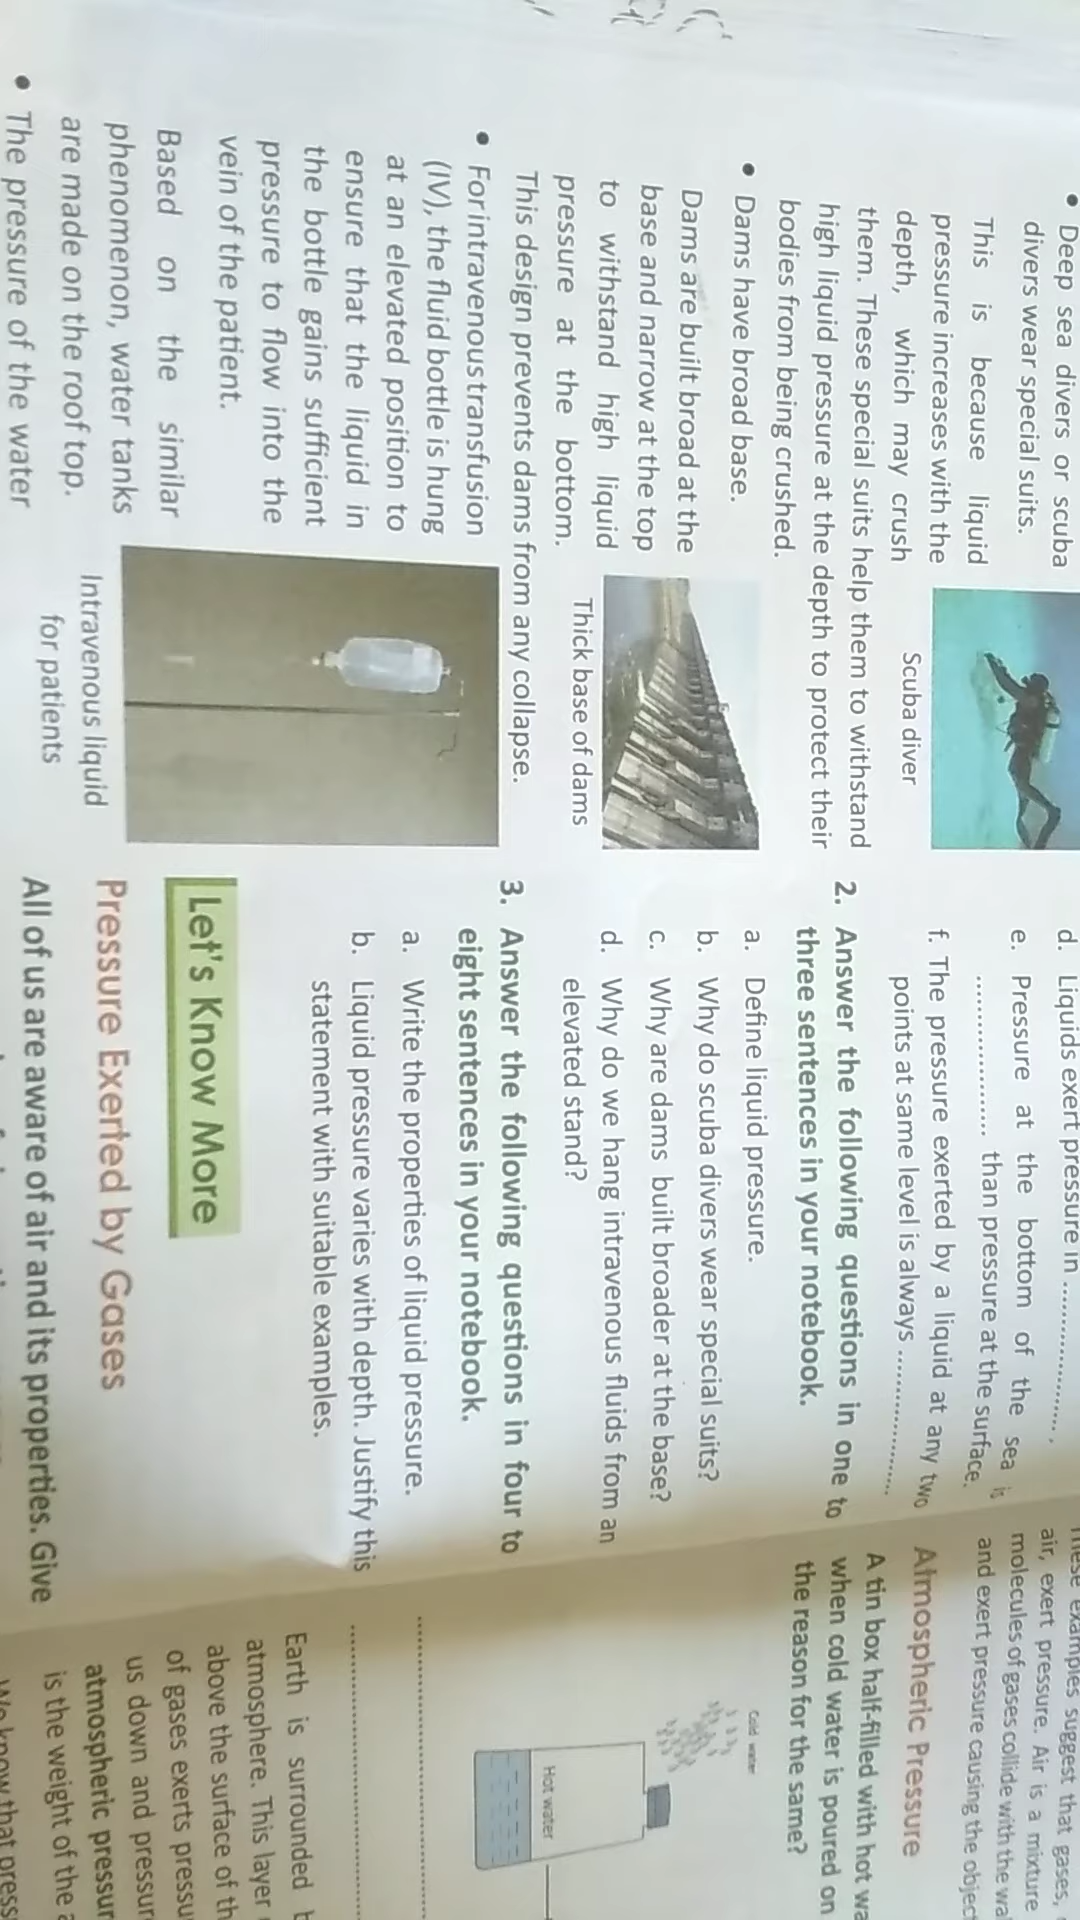 • Deep sea divers or scuba
divers wear special suits.
This is because liquid
pressure increases with the
depth, which may crush
them. These special suits help them to withstand
high liquid pressure at the depth to protect their
bodies from being crushed.
Scuba diver
• Dams have broad base.
Dams are built broad at the
base and narrow at the top
to withstand high liquid
pressure at the bottom.
This design prevents dams from any collapse.
Thick base of dams
• For intravenous transfusion
(IV), the fluid bottle is hung
at an elevated position to
ensure that the liquid in
the bottle gains sufficient
pressure to flow into the
vein of the patient.
Based on the similar
phenomenon, water tanks
are made on the roof top.
Intravenous liquid
for patients
• The pressure of the water
d. Liquids exert pressure in ..................,
e. Pressure at the bottom of the sea is
.................. than pressure at the surface.
f. The pressure exerted by a liquid at any two
points at same level is always ..................
2. Answer the following questions in one to
three sentences in your notebook.
a. Define liquid pressure.
b. Why do scuba divers wear special suits?
c. Why are dams built broader at the base?
d. Why do we hang intravenous fluids from an
elevated stand?
3. Answer the following questions in four to
eight sentences in your notebook.
a. Write the properties of liquid pressure.
b. Liquid pressure varies with depth. Justify this
statement with suitable examples.
Let's Know More
Pressure Exerted by Gases
All of us are aware of air and its properties. Give
These examples suggest that gases,
air, exert pressure. Air is a mixture
molecules of gases collide with the
and exert pressure causing the
Atmospheric Pressure
A tin box half-filled with hot
when cold water is poured on
the reason for the same?
Cold water
Hot water
Earth is surrounded
atmosphere. This layer
above the surface of
of gases exerts
us down and
atmospheric
is the weight of the
We know that